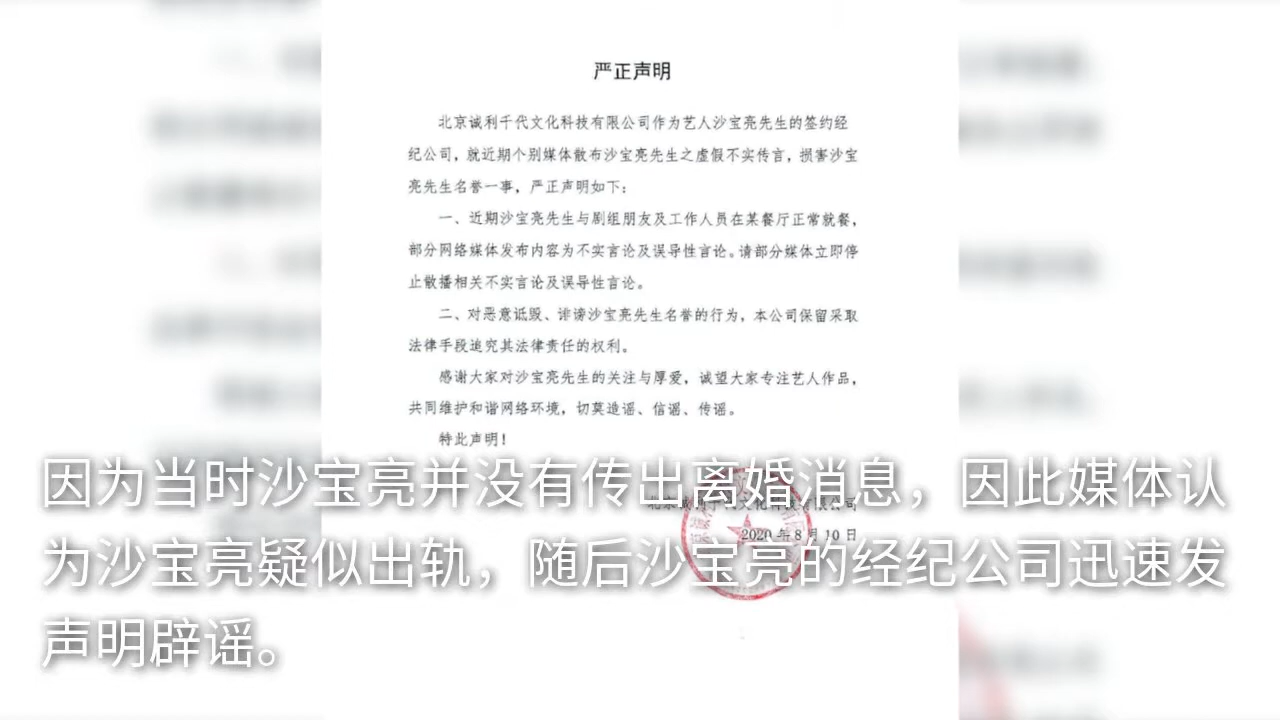 严正声明
北京诚利千代文化科技有限公司作为艺人沙宝亮先生的签约经
纪公司，就近期个别媒体散布沙宝亮先生之虚假不实传言，损害沙宝
亮先生名誉一事，严正声明如下：
一、近期沙宝亮先生与剧组朋友及工作人员在某餐厅正常就餐，
部分网络媒体发布内容为不实言论及误导性言论。请部分媒体立即停
止散播相关不实言论及误导性言论。
二、对恶意诋毁、诽谤沙宝亮先生名誉的行为，本公司保留采取
法律手段追究其法律责任的权利。
感谢大家对沙宝亮先生的关注与厚爱，诚望大家专注艺人作品，
共同维护和谐网络环境，切莫造谣、信谣、传谣。
特此声明！
北京诚利千代文化科技有限公司
2020年8月10日
因为当时沙宝亮并没有传出离婚消息，因此媒体认
为沙宝亮疑似出轨，随后沙宝亮的经纪公司迅速发
声明辟谣。